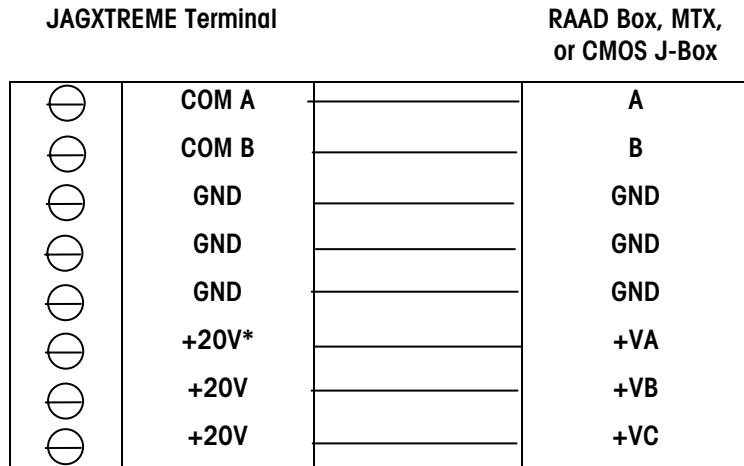 JAGXTREME Terminal RAAD Box, MTX,
or CMOS J-Box
COM A A
COM B B
GND GND
GND GND
GND GND
+20V* +VA
+20V +VB
+20V +VC